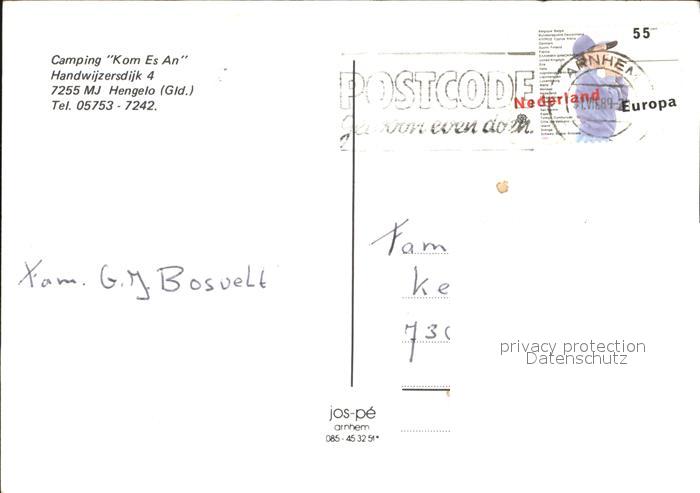 Camping "Kom Es An"
Handwijzersdijk 4
7255 MJ Hengelo (Gld.)
Tel. 05753 - 7242.
POSTCODE
55
ARNHEM
Nederland
Europa
Fam. G.J Bosvelt
Fam
Ke
730
privacy protection
Datenschutz
jos-pé
arnhem
085 - 45 32 51*